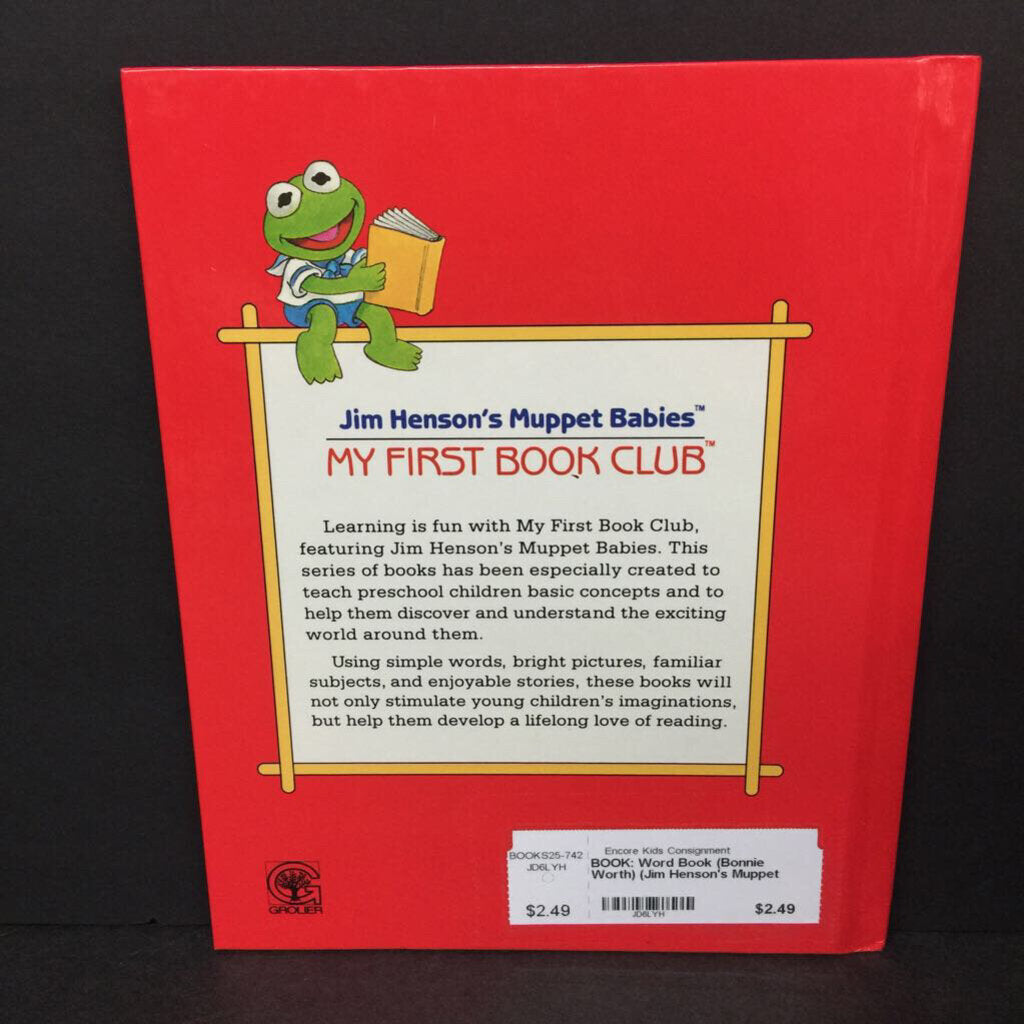 Jim Henson's Muppet Babies™
MY FIRST BOOK CLUB™
Learning is fun with My First Book Club,
featuring Jim Henson's Muppet Babies. This
series of books has been especially created to
teach preschool children basic concepts and to
help them discover and understand the exciting
world around them.
Using simple words, bright pictures, familiar
subjects, and enjoyable stories, these books will
not only stimulate young children's imaginations,
but help them develop a lifelong love of reading.
G
GROLIER
BOOKS25-742
JD6LYH
$2.49
Encore Kids Consignment
BOOK: Word Book (Bonnie
Worth) (Jim Henson's Muppet
JD6LYH
$2.49